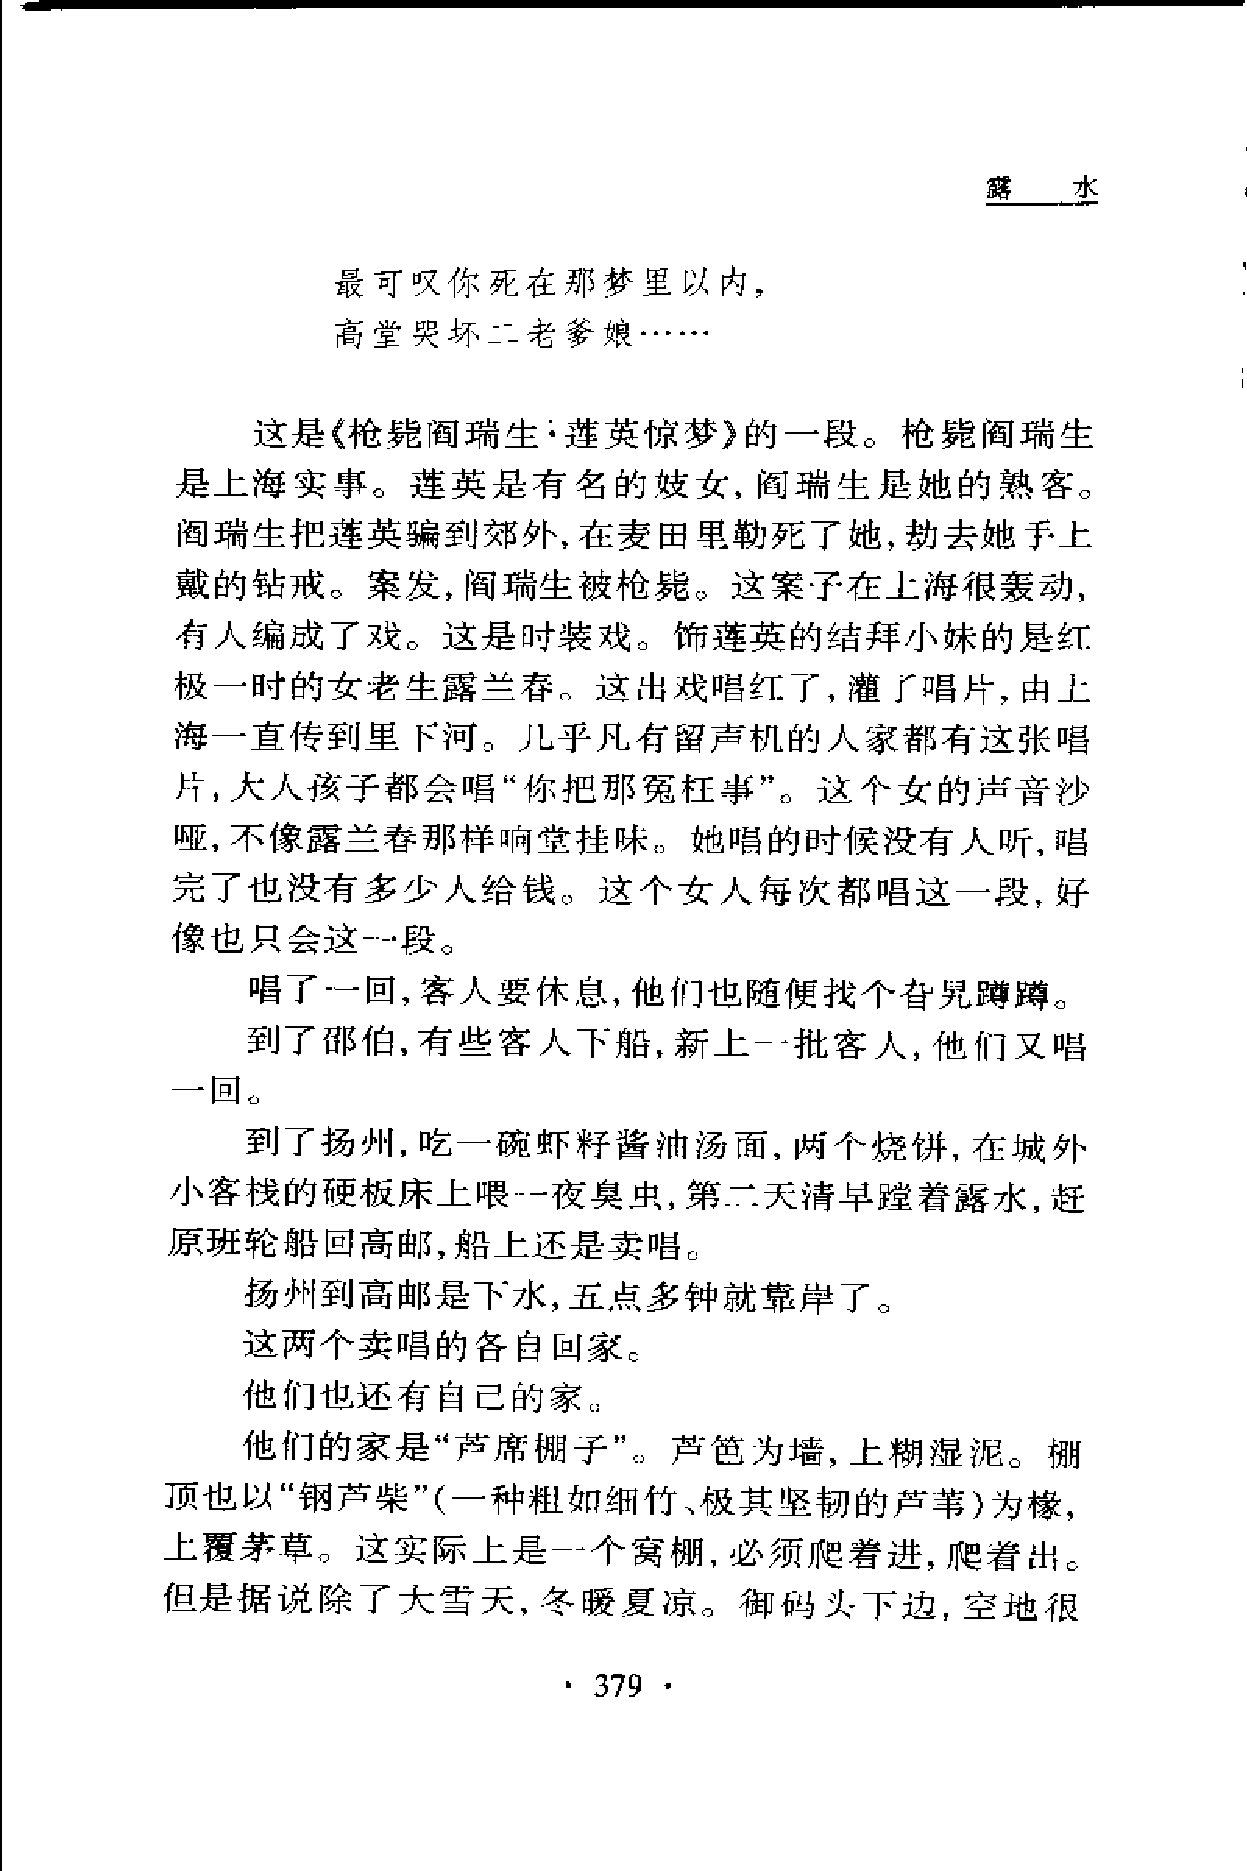 露 水
最可叹你死在那梦里以内，
高堂哭坏二老爹娘……
这是《枪毙阎瑞生·莲英惊梦》的一段。枪毙阎瑞生
是上海实事。莲英是有名的妓女，阎瑞生是她的熟客。
阎瑞生把莲英骗到郊外，在麦田里勒死了她，劫去她手上
戴的钻戒。案发，阎瑞生被枪毙。这案子在上海很轰动，
有人编成了戏。这是时装戏。饰莲英的结拜小妹的是红
极一时的女老生露兰春。这出戏唱红了，灌了唱片，由上
海一直传到里下河。几乎凡有留声机的人家都有这张唱
片，大人孩子都会唱“你把那冤枉事”。这个女的声音沙
哑，不像露兰春那样响堂挂味。她唱的时候没有人听，唱
完了也没有多少人给钱。这个女人每次都唱这一段，好
像也只会这一段。
唱了一回，客人要休息，他们也随便找个旮旯蹲蹲。
到了邵伯，有些客人下船，新上一批客人，他们又唱
一回。
到了扬州，吃一碗虾籽酱油汤面，两个烧饼，在城外
小客栈的硬板床上喂一夜臭虫，第二天清早蹚着露水，赶
原班轮船回高邮，船上还是卖唱。
扬州到高邮是下水，五点多钟就靠岸了。
这两个卖唱的各自回家。
他们也还有自己的家。
他们的家是“芦席棚子”。芦笆为墙，上糊湿泥。棚
顶也以“钢芦柴”（一种粗如细竹、极其坚韧的芦苇）为椽，
上覆茅草。这实际上是一个窝棚，必须爬着进，爬着出。
但是据说除了大雪天，冬暖夏凉。御码头下边，空地很
· 379 ·